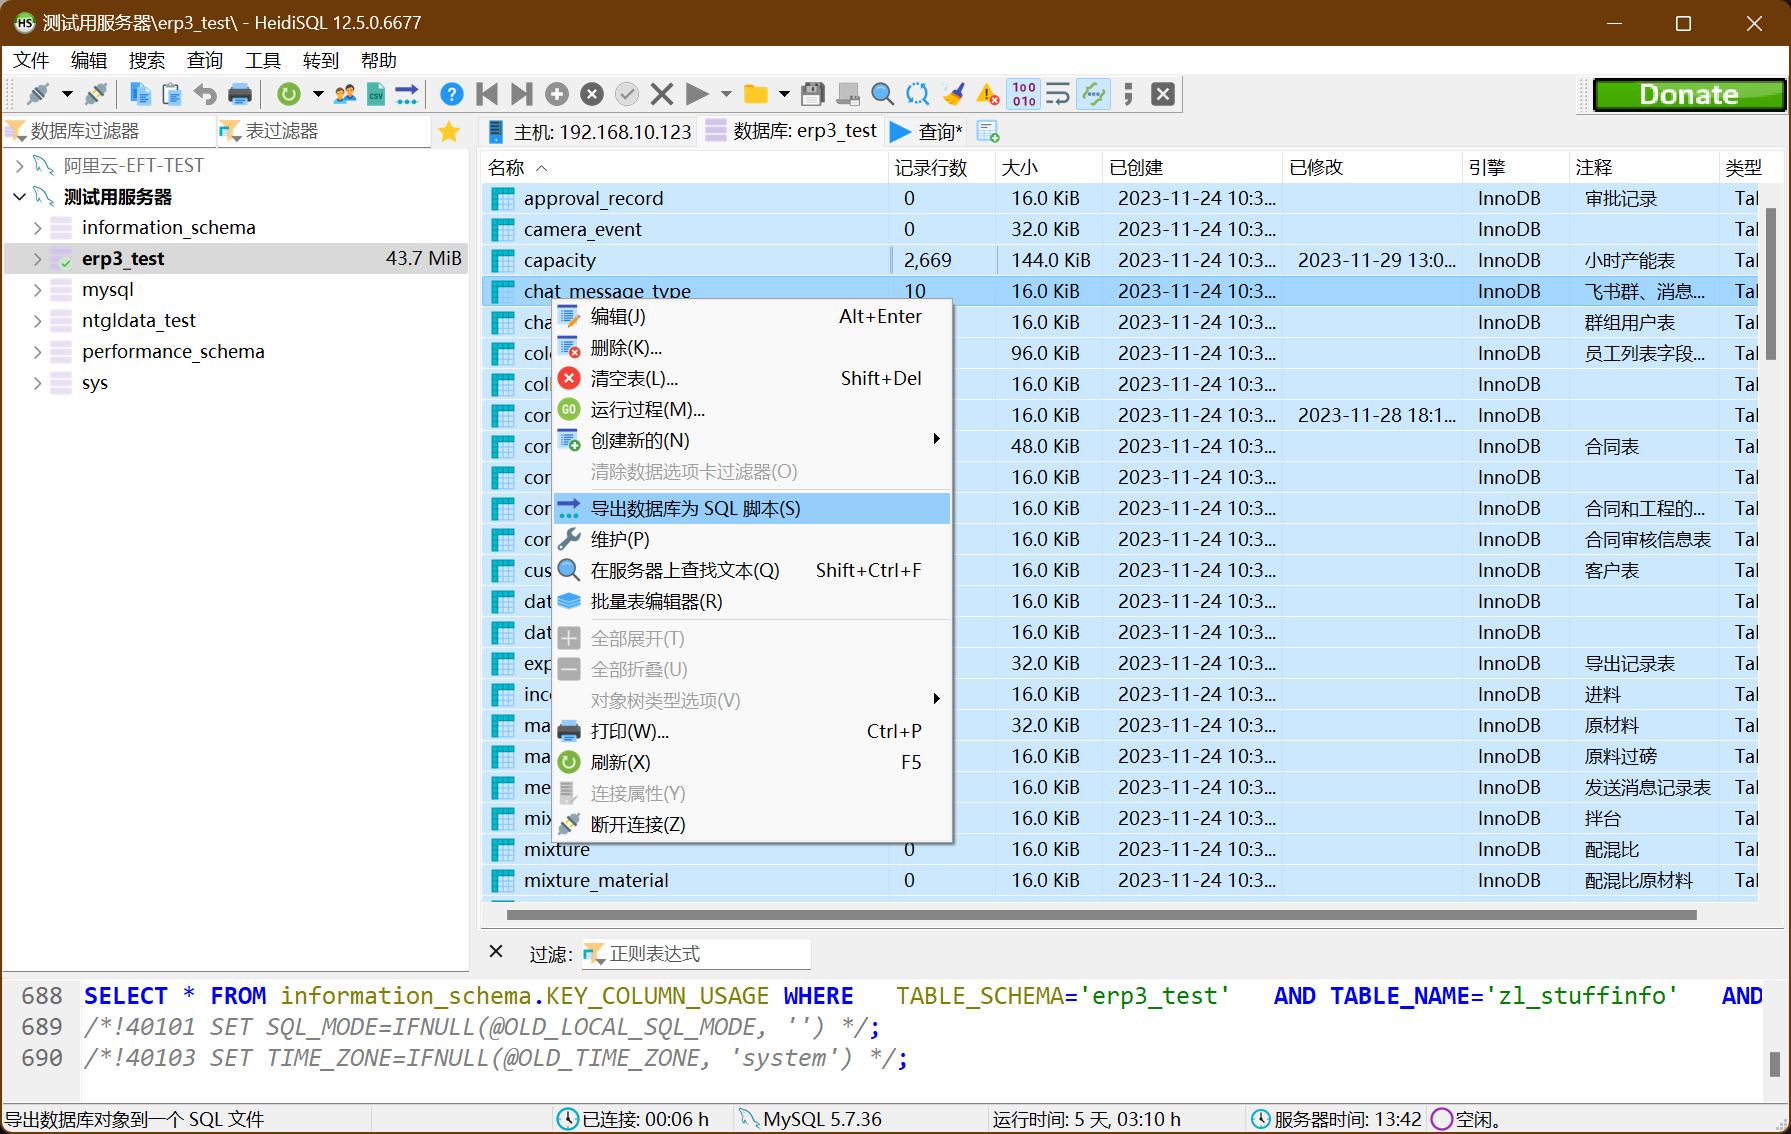 测试用服务器\erp3_test\ - HeidiSQL 12.5.0.6677
文件 编辑 搜索 查询 工具 转到 帮助
Donate
数据库过滤器 表过滤器
主机: 192.168.10.123 数据库: erp3_test 查询*
阿里云-EFT-TEST
测试用服务器
information_schema
erp3_test 43.7 MiB
mysql
ntgldata_test
performance_schema
sys
名称 记录行数 大小 已创建 已修改 引擎 注释 类型
approval_record 0 16.0 KiB 2023-11-24 10:3... InnoDB 审批记录 Tal
camera_event 0 32.0 KiB 2023-11-24 10:3... InnoDB Tal
capacity 2,669 144.0 KiB 2023-11-24 10:3... 2023-11-29 13:0... InnoDB 小时产能表 Tal
chat_message_type 10 16.0 KiB 2023-11-24 10:3... InnoDB 飞书群、消息... Tal
cha 16.0 KiB 2023-11-24 10:3... InnoDB 群组用户表 Tal
col 96.0 KiB 2023-11-24 10:3... InnoDB 员工列表字段... Tal
coll 16.0 KiB 2023-11-24 10:3... InnoDB Tal
cor 16.0 KiB 2023-11-24 10:3... 2023-11-28 18:1... InnoDB Tal
cor 48.0 KiB 2023-11-24 10:3... InnoDB 合同表 Tal
cor 16.0 KiB 2023-11-24 10:3... InnoDB Tal
cor 16.0 KiB 2023-11-24 10:3... InnoDB 合同和工程的... Tal
cor 16.0 KiB 2023-11-24 10:3... InnoDB 合同审核信息表 Tal
cus 16.0 KiB 2023-11-24 10:3... InnoDB 客户表 Tal
dat 16.0 KiB 2023-11-24 10:3... InnoDB Tal
dat 16.0 KiB 2023-11-24 10:3... InnoDB Tal
exp 32.0 KiB 2023-11-24 10:3... InnoDB 导出记录表 Tal
inc 16.0 KiB 2023-11-24 10:3... InnoDB 进料 Tal
ma 32.0 KiB 2023-11-24 10:3... InnoDB 原材料 Tal
ma 16.0 KiB 2023-11-24 10:3... InnoDB 原料过磅 Tal
me 16.0 KiB 2023-11-24 10:3... InnoDB 发送消息记录表 Tal
mix 16.0 KiB 2023-11-24 10:3... InnoDB 拌台 Tal
mixture 0 16.0 KiB 2023-11-24 10:3... InnoDB 配混比 Tal
mixture_material 0 16.0 KiB 2023-11-24 10:3... InnoDB 配混比原材料 Tal
编辑(J) Alt+Enter
删除(K)...
清空表(L)... Shift+Del
运行过程(M)...
创建新的(N)
清除数据选项卡过滤器(O)
导出数据库为 SQL 脚本(S)
维护(P)
在服务器上查找文本(Q) Shift+Ctrl+F
批量表编辑器(R)
全部展开(T)
全部折叠(U)
对象树类型选项(V)
打印(W)... Ctrl+P
刷新(X) F5
连接属性(Y)
断开连接(Z)
过滤: 正则表达式
688 SELECT * FROM information_schema.KEY_COLUMN_USAGE WHERE TABLE_SCHEMA='erp3_test' AND TABLE_NAME='zl_stuffinfo' AND
689 /*!40101 SET SQL_MODE=IFNULL(@OLD_LOCAL_SQL_MODE, '') */;
690 /*!40103 SET TIME_ZONE=IFNULL(@OLD_TIME_ZONE, 'system') */;
导出数据库对象到一个 SQL 文件 已连接: 00:06 h MySQL 5.7.36 运行时间: 5 天, 03:10 h 服务器时间: 13:42 空闲。